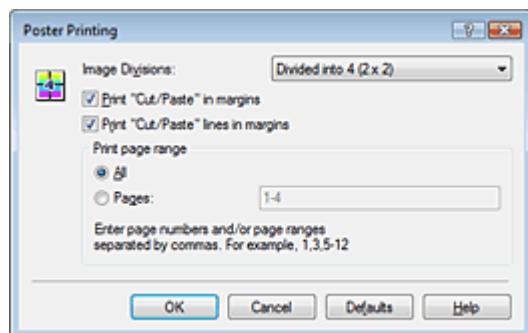 Poster Printing
Image Divisions: Divided into 4 (2 x 2)
Print "Cut/Paste" in margins
Print "Cut/Paste" lines in margins
Print page range
All
Pages: 1-4
Enter page numbers and/or page ranges
separated by commas. For example, 1,3,5-12
OK Cancel Defaults Help